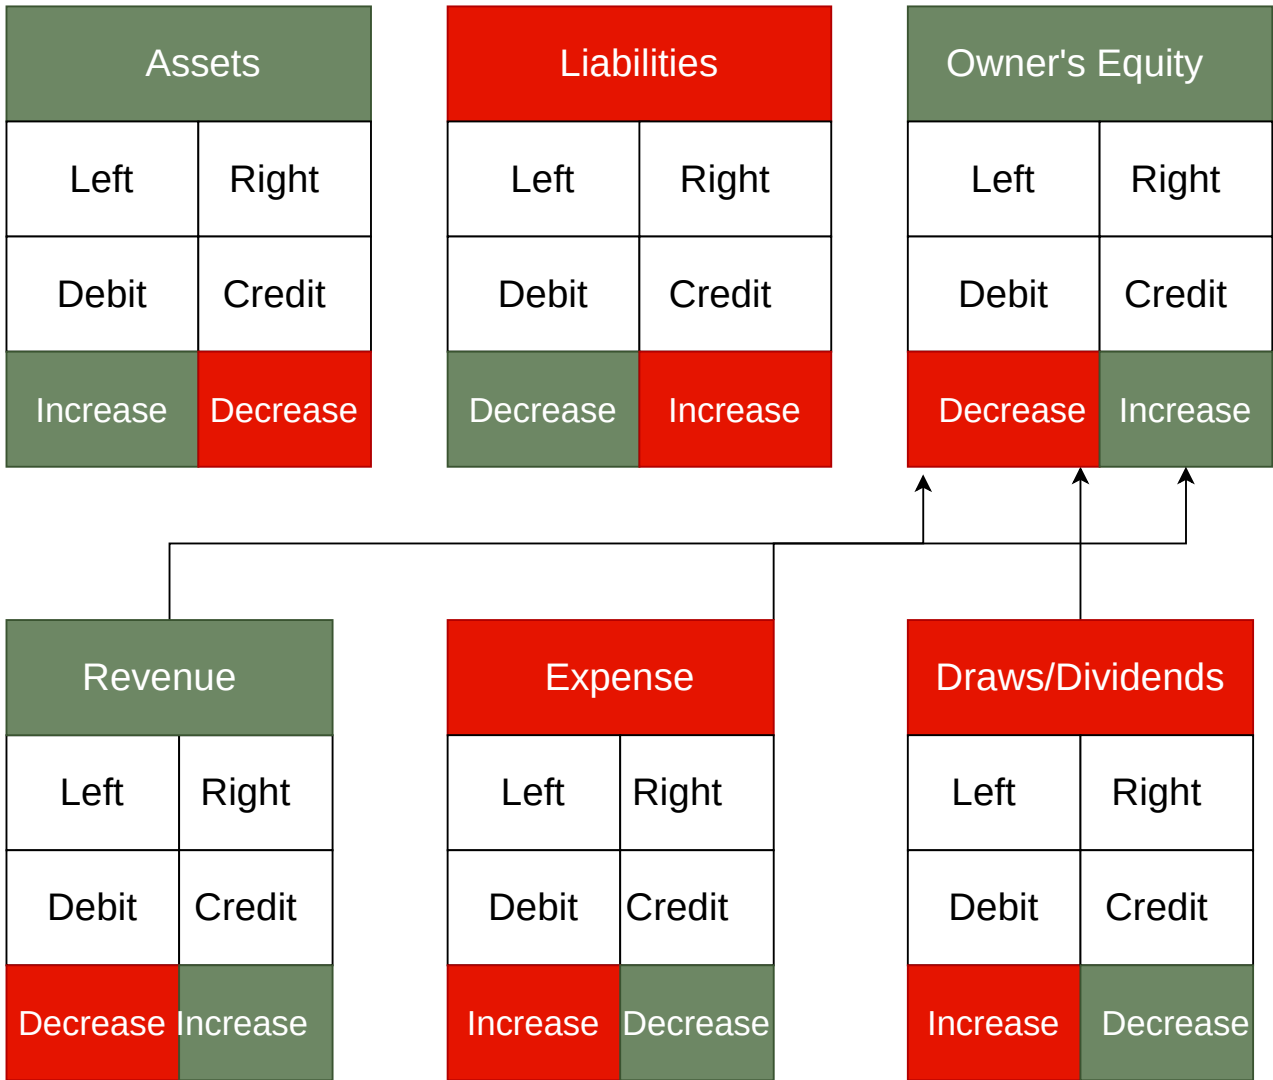 Assets Liabilities Owner's Equity
Left Right Left Right Left Right
Debit Credit Debit Credit Debit Credit
Increase Decrease Decrease Increase Decrease Increase
Revenue Expense Draws/Dividends
Left Right Left Right Left Right
Debit Credit Debit Credit Debit Credit
Decrease Increase Increase Decrease Increase Decrease